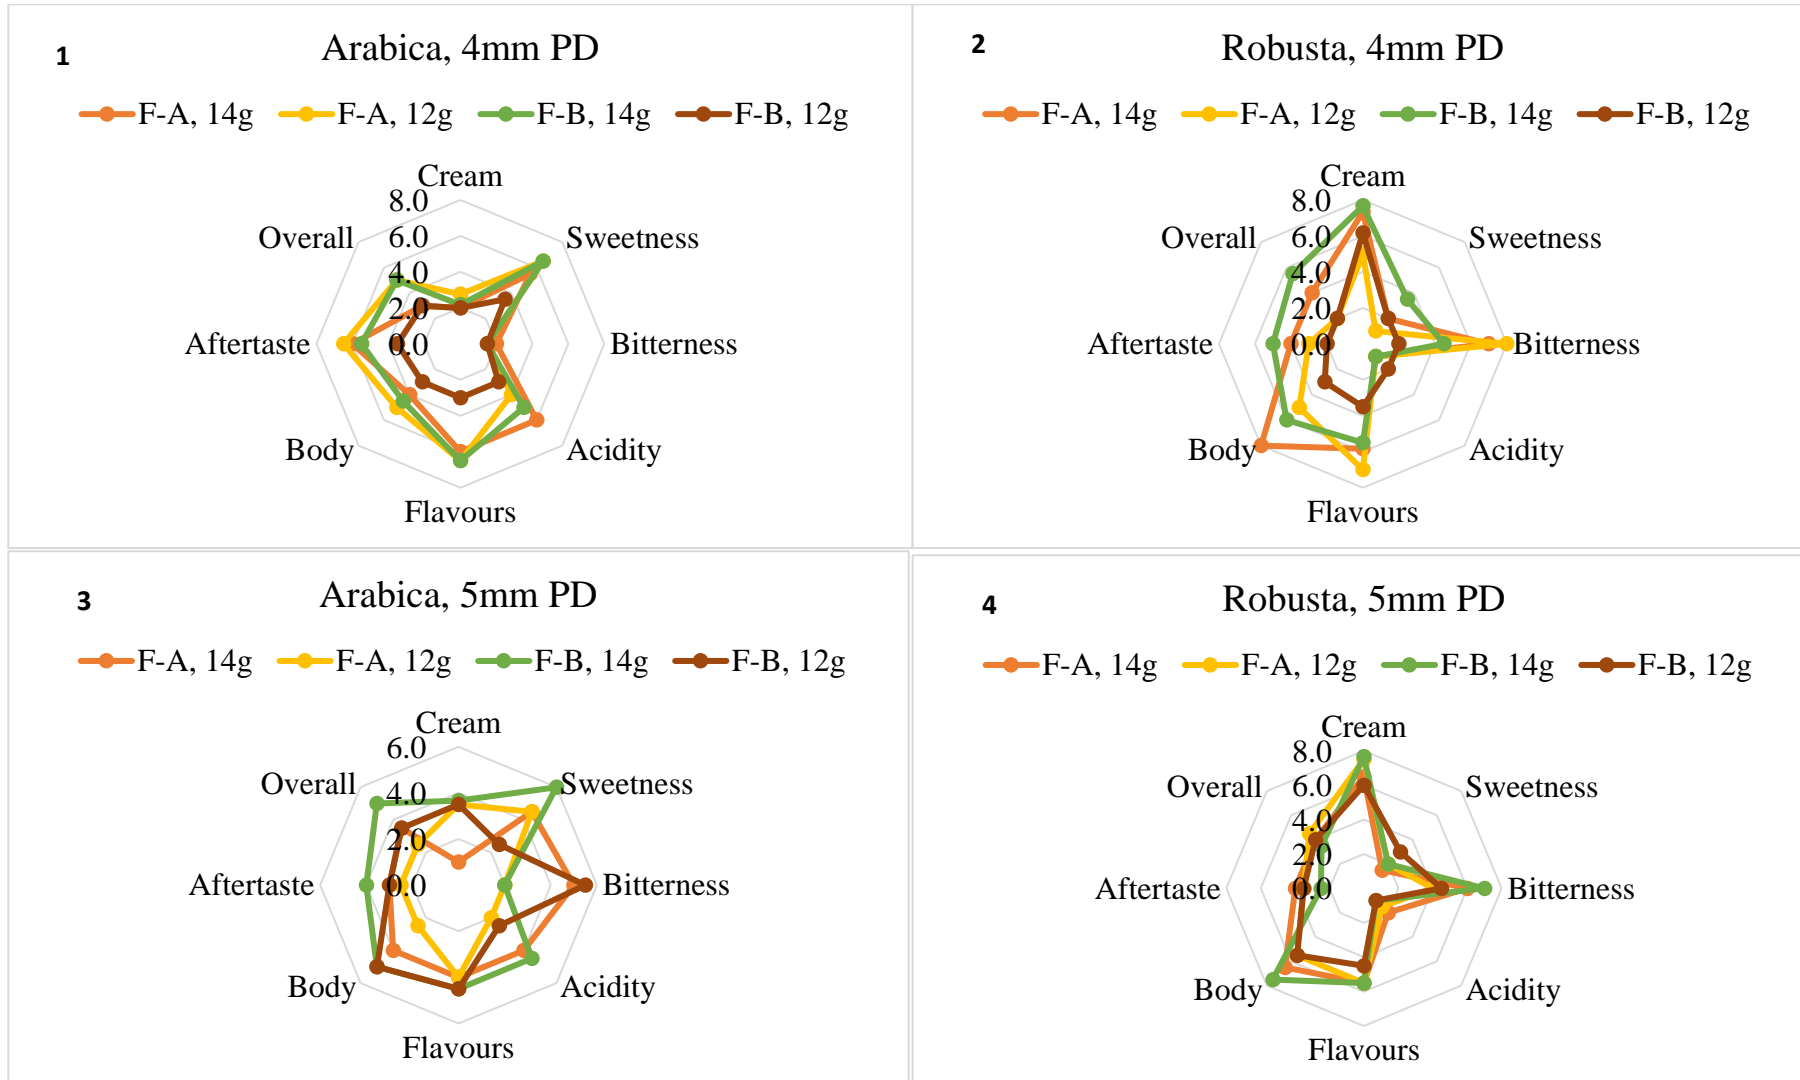 1
Arabica, 4mm PD
F-A, 14g F-A, 12g F-B, 14g F-B, 12g
Cream
8.0
Overall 6.0 Sweetness
4.0
2.0
Aftertaste 0.0 Bitterness
Body Acidity
Flavours
2
Robusta, 4mm PD
F-A, 14g F-A, 12g F-B, 14g F-B, 12g
Cream
8.0
Overall 6.0 Sweetness
4.0
2.0
Aftertaste 0.0 Bitterness
Body Acidity
Flavours
3
Arabica, 5mm PD
F-A, 14g F-A, 12g F-B, 14g F-B, 12g
Cream
6.0
Overall 4.0 Sweetness
2.0
Aftertaste 0.0 Bitterness
Body Acidity
Flavours
4
Robusta, 5mm PD
F-A, 14g F-A, 12g F-B, 14g F-B, 12g
Cream
8.0
Overall 6.0 Sweetness
4.0
2.0
Aftertaste 0.0 Bitterness
Body Acidity
Flavours